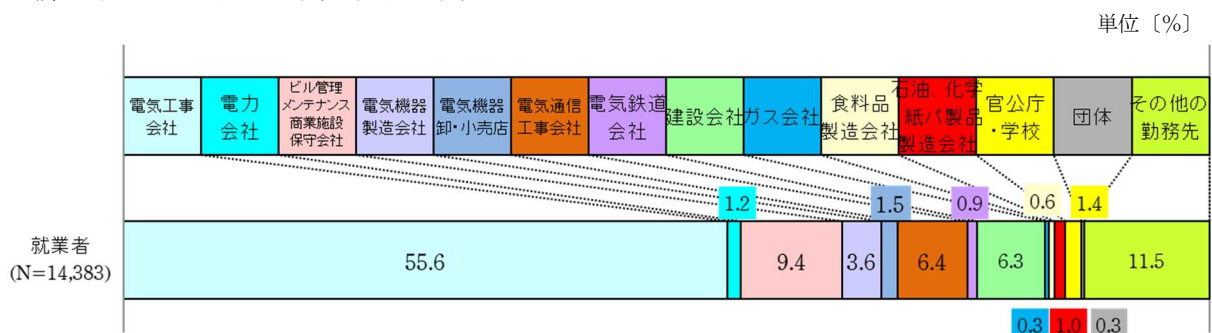 単位〔%〕
電気工事
会社
電力
会社
ビル管理
メンテナンス
商業施設
保守会社
電気機器
製造会社
電気機器
卸・小売店
電気通信
工事会社
電気鉄道
会社
建設会社
ガス会社
食料品
製造会社
石油、化学
紙パ製品
製造会社
官公庁
・学校
団体
その他の
勤務先
1.2
1.5
0.9
0.6
1.4
就業者
(N=14,383)
55.6
9.4
3.6
6.4
6.3
11.5
0.3
1.0
0.3